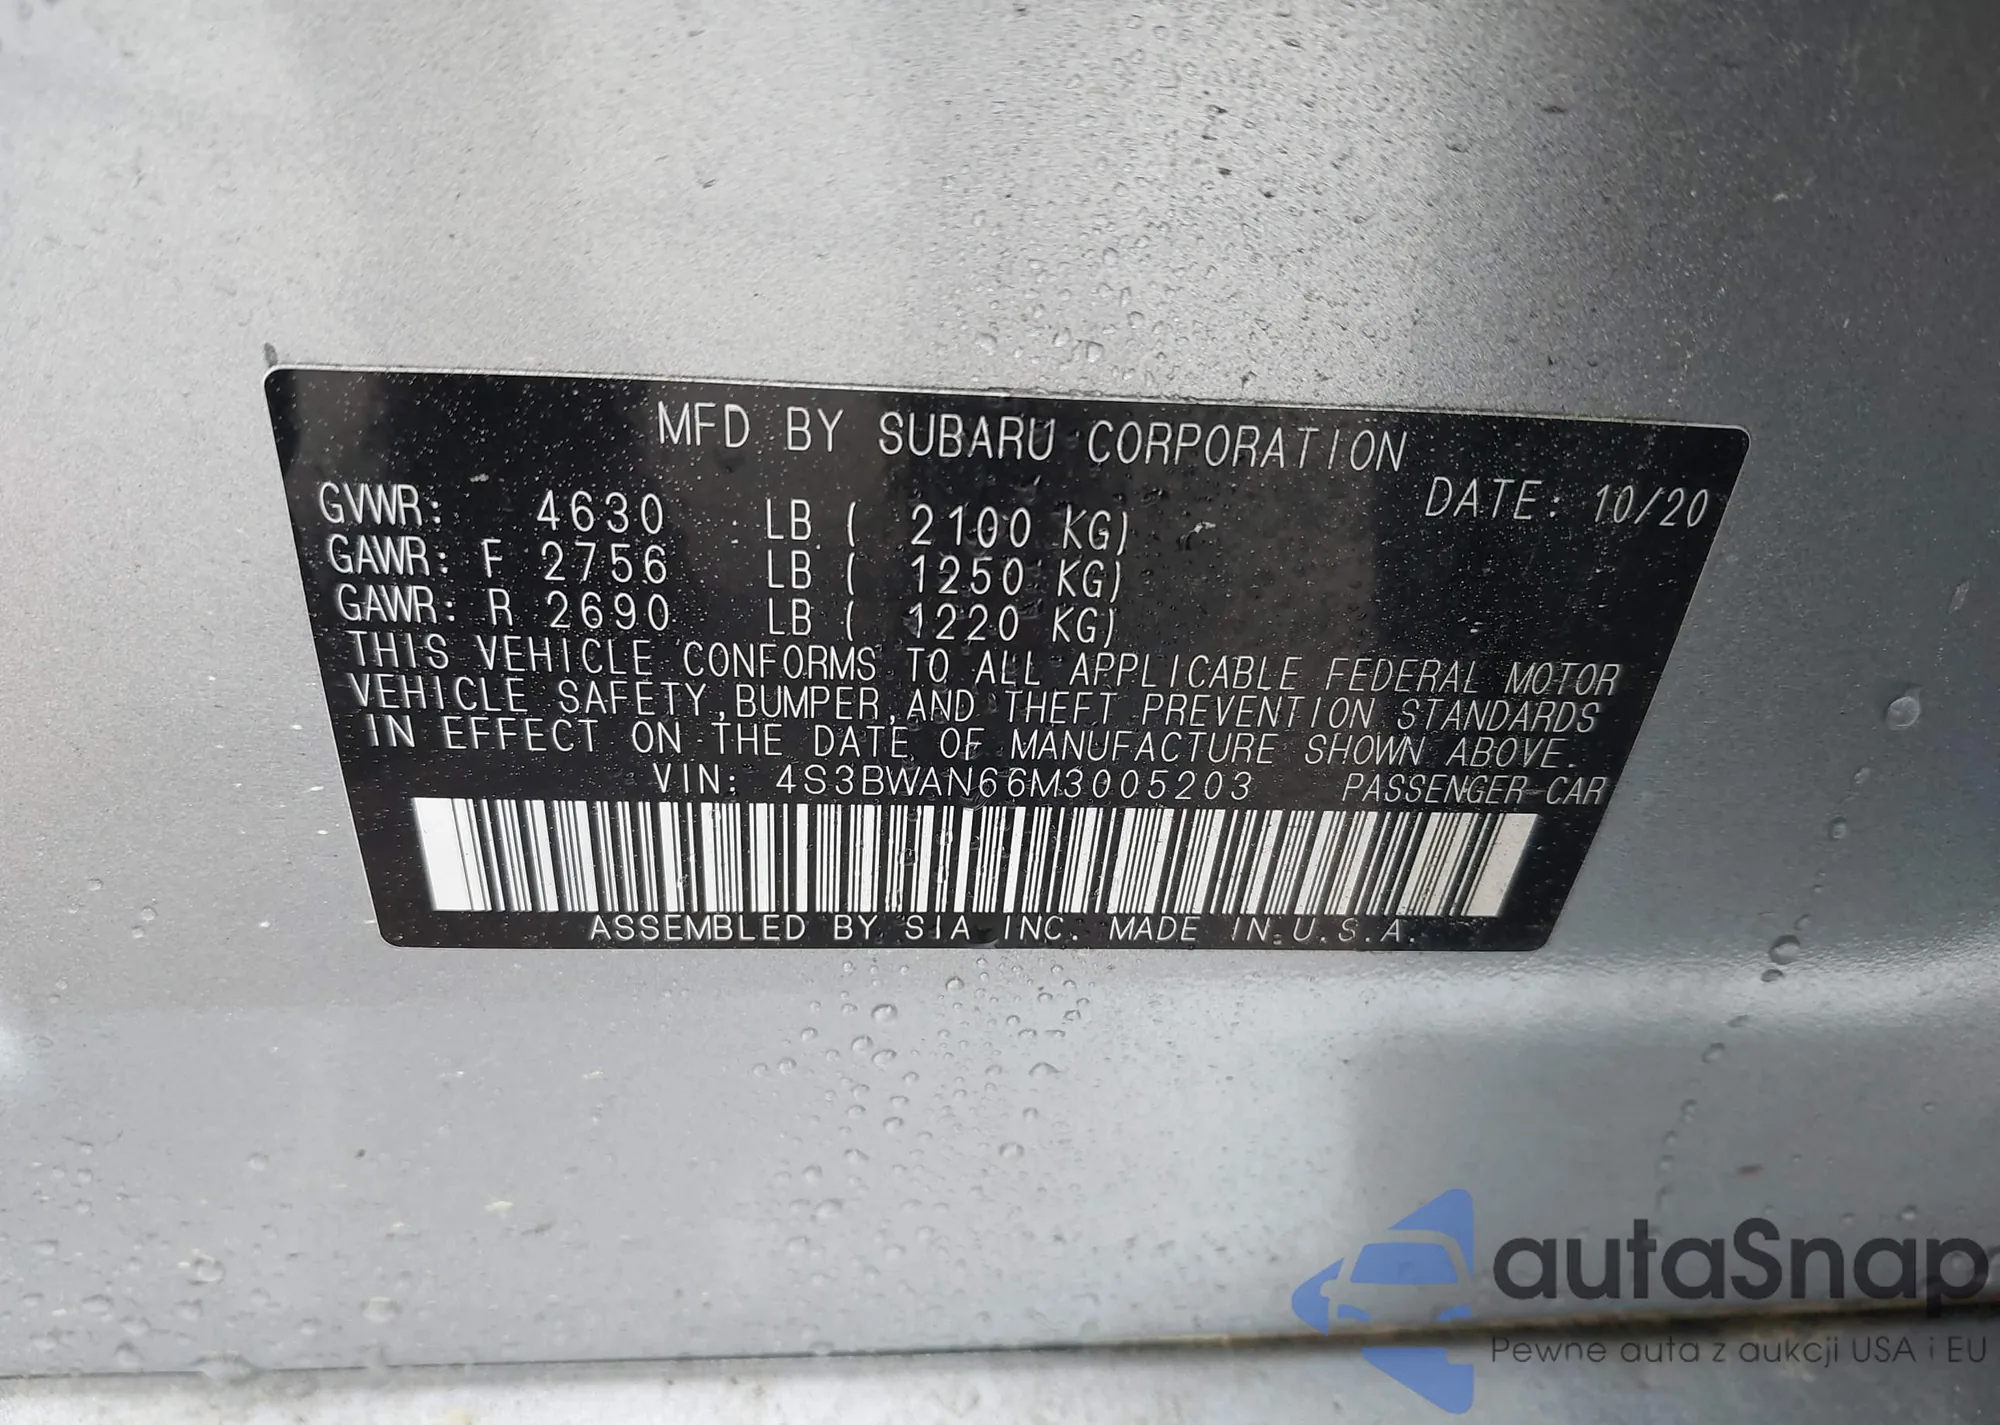 MFD BY SUBARU CORPORATION
DATE: 10/20
GVWR: 4630 LB ( 2100 KG)
GAWR: F 2756 LB ( 1250 KG)
GAWR: R 2690 LB ( 1220 KG)
THIS VEHICLE CONFORMS TO ALL APPLICABLE FEDERAL MOTOR
VEHICLE SAFETY, BUMPER, AND THEFT PREVENTION STANDARDS
IN EFFECT ON THE DATE OF MANUFACTURE SHOWN ABOVE.
VIN: 4S3BWAN66M3005203 PASSENGER CAR
ASSEMBLED BY SIA INC. MADE IN U.S.A.
autaSnap
Pewne auta z aukcji USA i EU